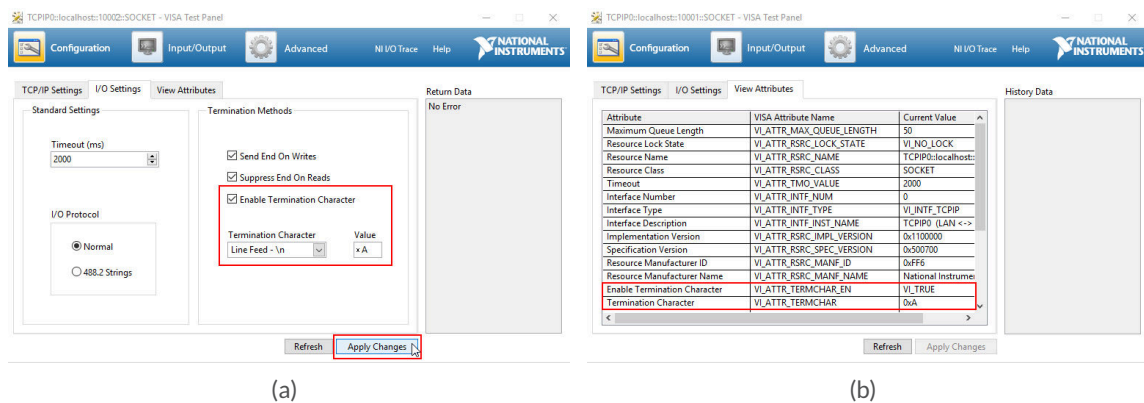 TCPIP0::localhost::10002::SOCKET - VISA Test Panel
Configuration Input/Output Advanced NI I/O Trace Help NATIONAL INSTRUMENTS
TCP/IP Settings I/O Settings View Attributes
Return Data
No Error
Standard Settings
Timeout (ms)
2000
I/O Protocol
Normal
488.2 Strings
Termination Methods
Send End On Writes
Suppress End On Reads
Enable Termination Character
Termination Character Value
Line Feed - \n x A
Refresh Apply Changes
(a)
TCPIP0::localhost::10001::SOCKET - VISA Test Panel
Configuration Input/Output Advanced NI I/O Trace Help NATIONAL INSTRUMENTS
TCP/IP Settings I/O Settings View Attributes
History Data
Attribute VISA Attribute Name Current Value
Maximum Queue Length VI_ATTR_MAX_QUEUE_LENGTH 50
Resource Lock State VI_ATTR_RSRC_LOCK_STATE VI_NO_LOCK
Resource Name VI_ATTR_RSRC_NAME TCPIP0::localhost::
Resource Class VI_ATTR_RSRC_CLASS SOCKET
Timeout VI_ATTR_TMO_VALUE 2000
Interface Number VI_ATTR_INTF_NUM 0
Interface Type VI_ATTR_INTF_TYPE VI_INTF_TCPIP
Interface Description VI_ATTR_INTF_INST_NAME TCPIP0 (LAN <->
Implementation Version VI_ATTR_RSRC_IMPL_VERSION 0x1100000
Specification Version VI_ATTR_RSRC_SPEC_VERSION 0x500700
Resource Manufacturer ID VI_ATTR_RSRC_MANF_ID 0xFF6
Resource Manufacturer Name VI_ATTR_RSRC_MANF_NAME National Instrume
Enable Termination Character VI_ATTR_TERMCHAR_EN VI_TRUE
Termination Character VI_ATTR_TERMCHAR 0xA
Refresh Apply Changes
(b)